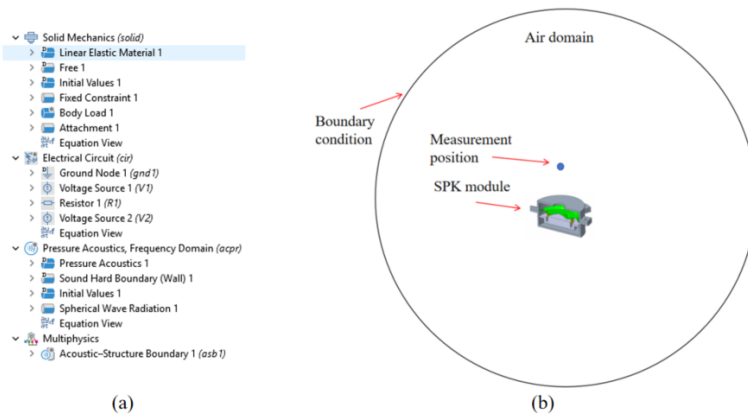 Solid Mechanics (solid)
Linear Elastic Material 1
Free 1
Initial Values 1
Fixed Constraint 1
Body Load 1
Attachment 1
Equation View
Electrical Circuit (cir)
Ground Node 1 (gnd1)
Voltage Source 1 (V1)
Resistor 1 (R1)
Voltage Source 2 (V2)
Equation View
Pressure Acoustics, Frequency Domain (acpr)
Pressure Acoustics 1
Sound Hard Boundary (Wall) 1
Initial Values 1
Spherical Wave Radiation 1
Equation View
Multiphysics
Acoustic–Structure Boundary 1 (asb1)
(a)
Air domain
Boundary
condition
Measurement
position
SPK module
(b)